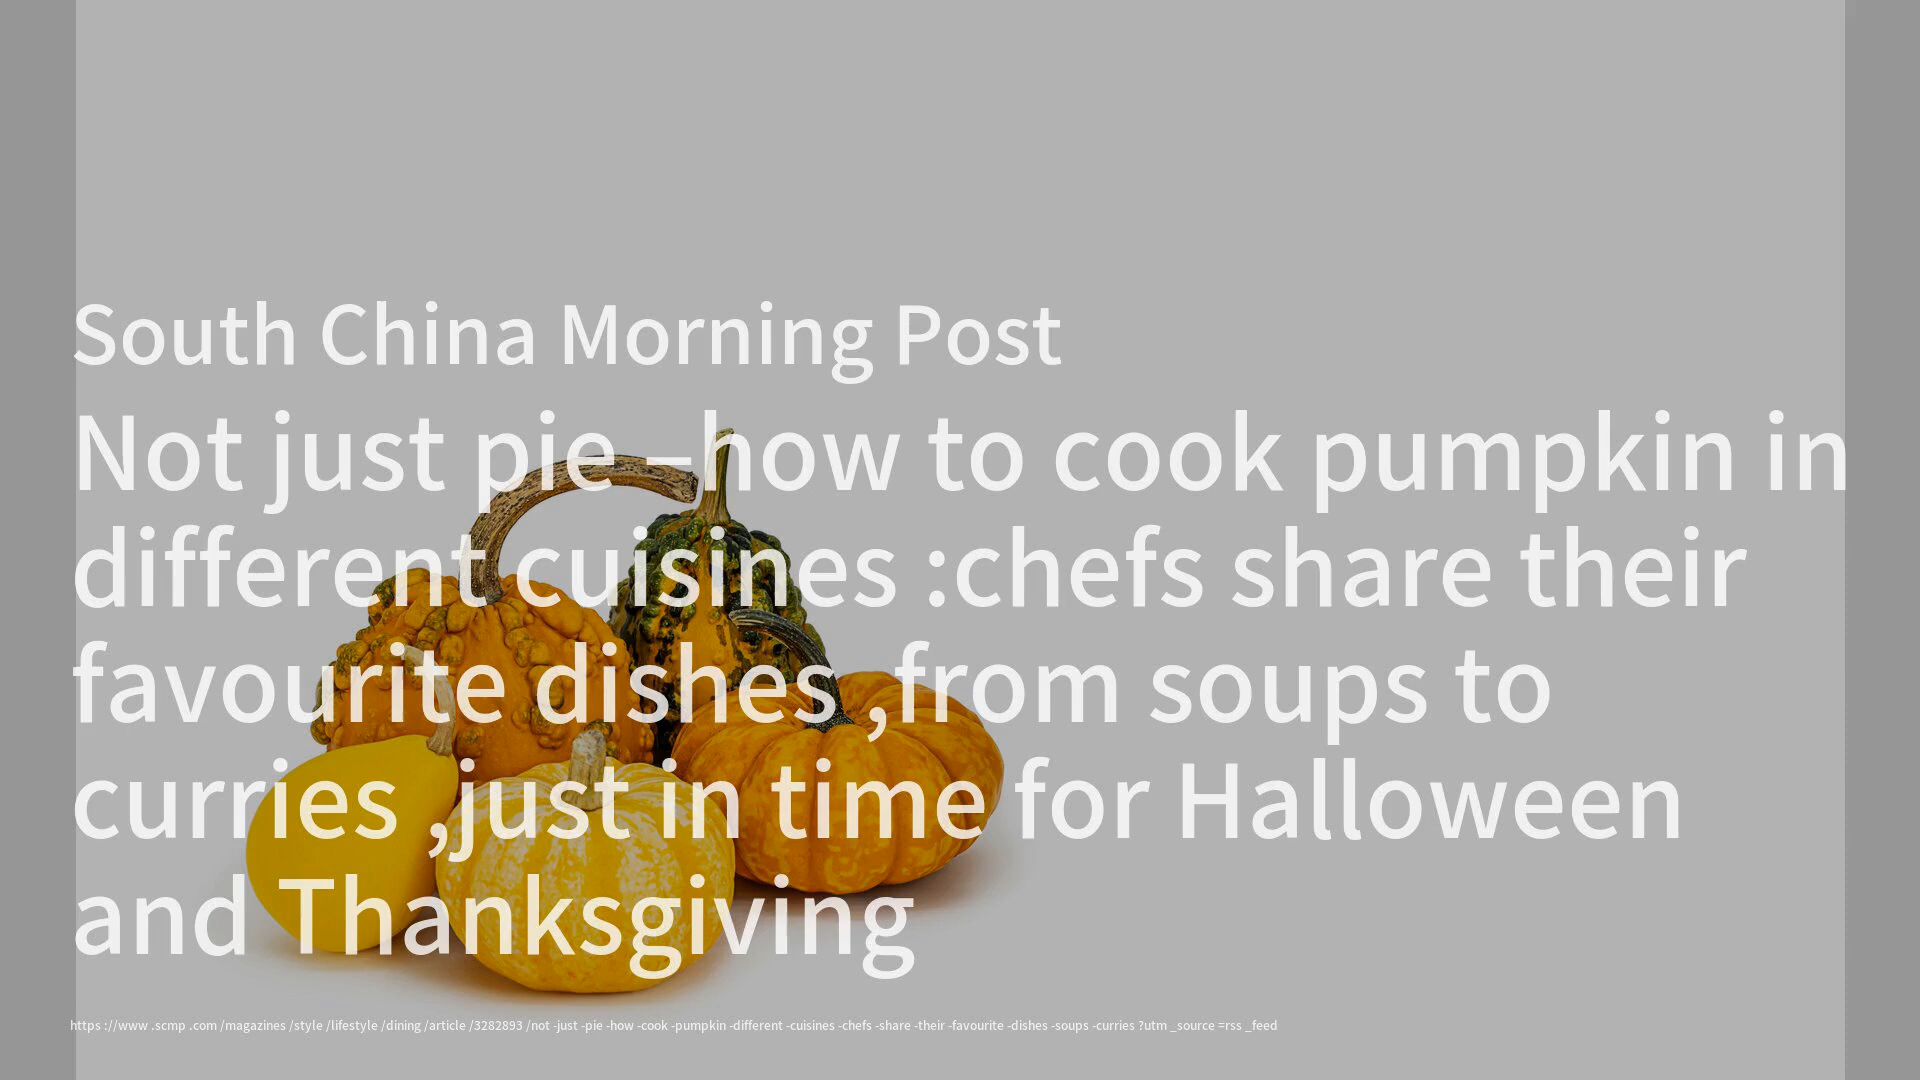 South China Morning Post
Not just pie – how to cook pumpkin in
different cuisines :chefs share their
favourite dishes ,from soups to
curries ,just in time for Halloween
and Thanksgiving
https ://www .scmp .com /magazines /style /lifestyle /dining /article /3282893 /not -just -pie -how -cook -pumpkin -different -cuisines -chefs -share -their -favourite -dishes -soups -curries ?utm _source =rss _feed